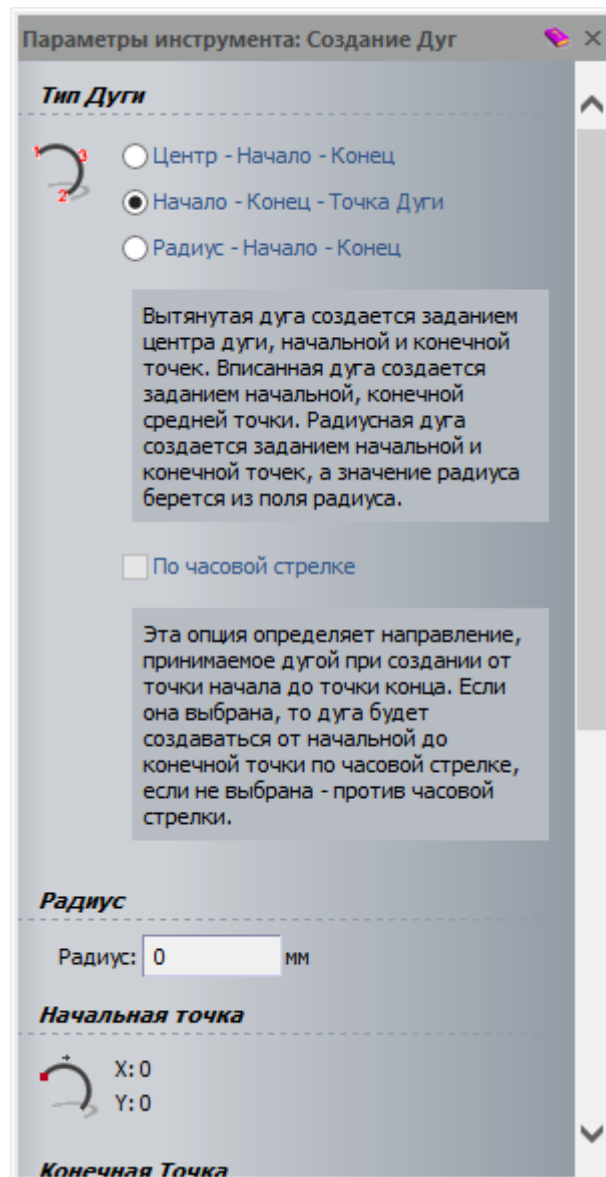 Параметры инструмента: Создание Дуг
Тип Дуги
1 3
2
Центр - Начало - Конец
Начало - Конец - Точка Дуги
Радиус - Начало - Конец
Вытянутая дуга создается заданием
центра дуги, начальной и конечной
точек. Вписанная дуга создается
заданием начальной, конечной
средней точки. Радиусная дуга
создается заданием начальной и
конечной точек, а значение радиуса
берется из поля радиуса.
По часовой стрелке
Эта опция определяет направление,
принимаемое дугой при создании от
точки начала до точки конца. Если
она выбрана, то дуга будет
создаваться от начальной до
конечной точки по часовой стрелке,
если не выбрана - против часовой
стрелки.
Радиус
Радиус: 0 мм
Начальная точка
X: 0
Y: 0
Конечная Точка